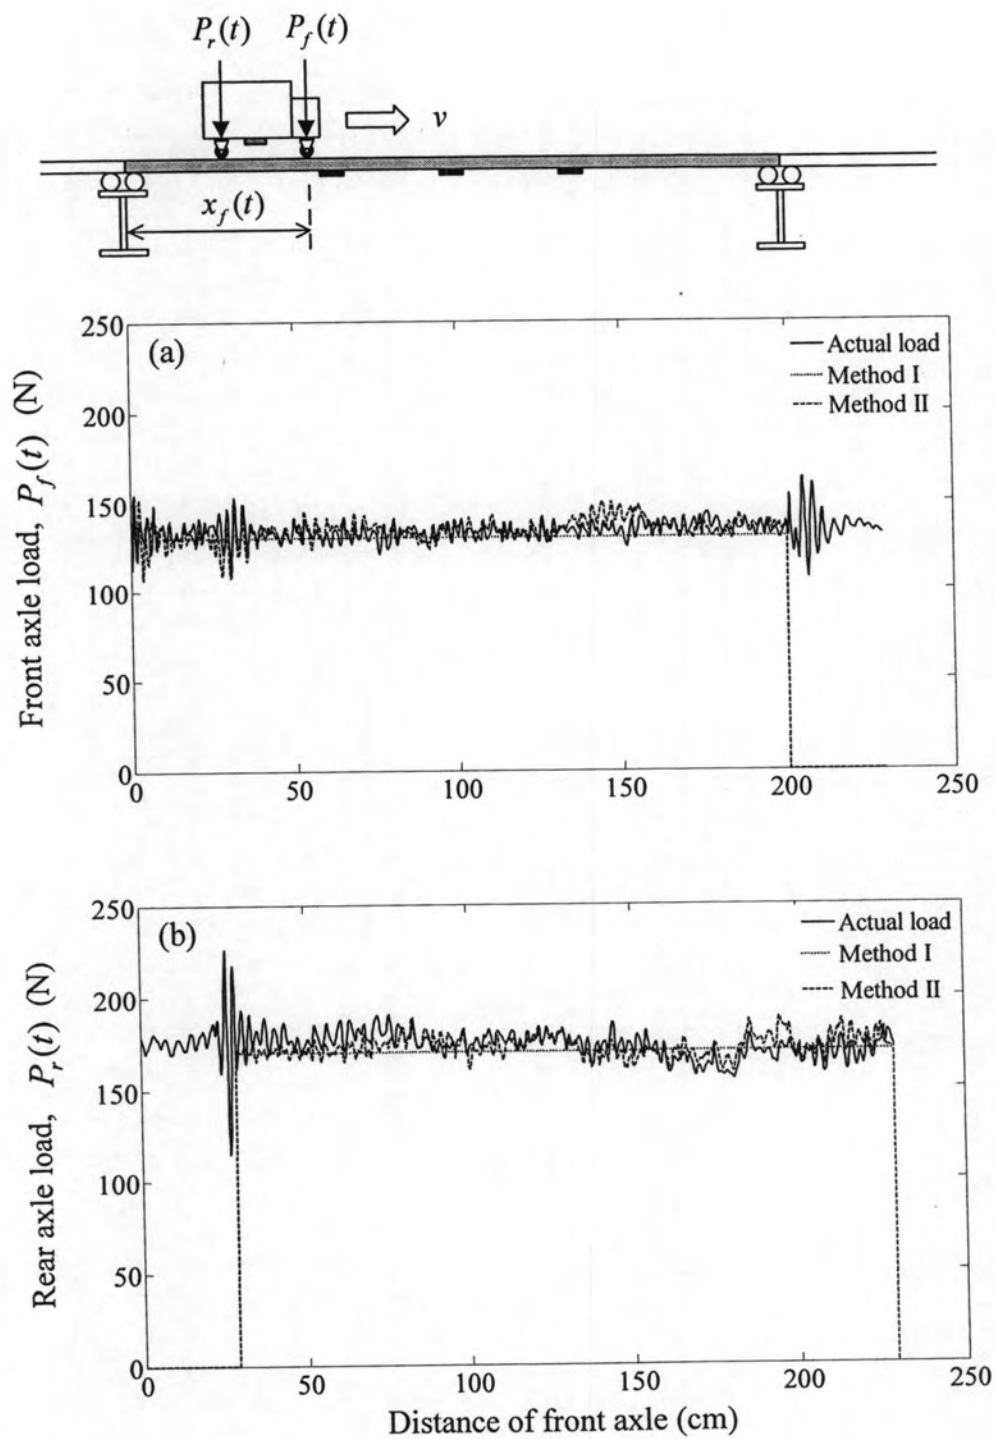 P_r(t) P_f(t)
v
x_f(t)
250
200
150
100
50
0
(a)
Actual load
Method I
Method II
Front axle load, P_f(t) (N)
0 50 100 150 200 250
250
200
150
100
50
0
(b)
Actual load
Method I
Method II
Rear axle load, P_r(t) (N)
0 50 100 150 200 250
Distance of front axle (cm)